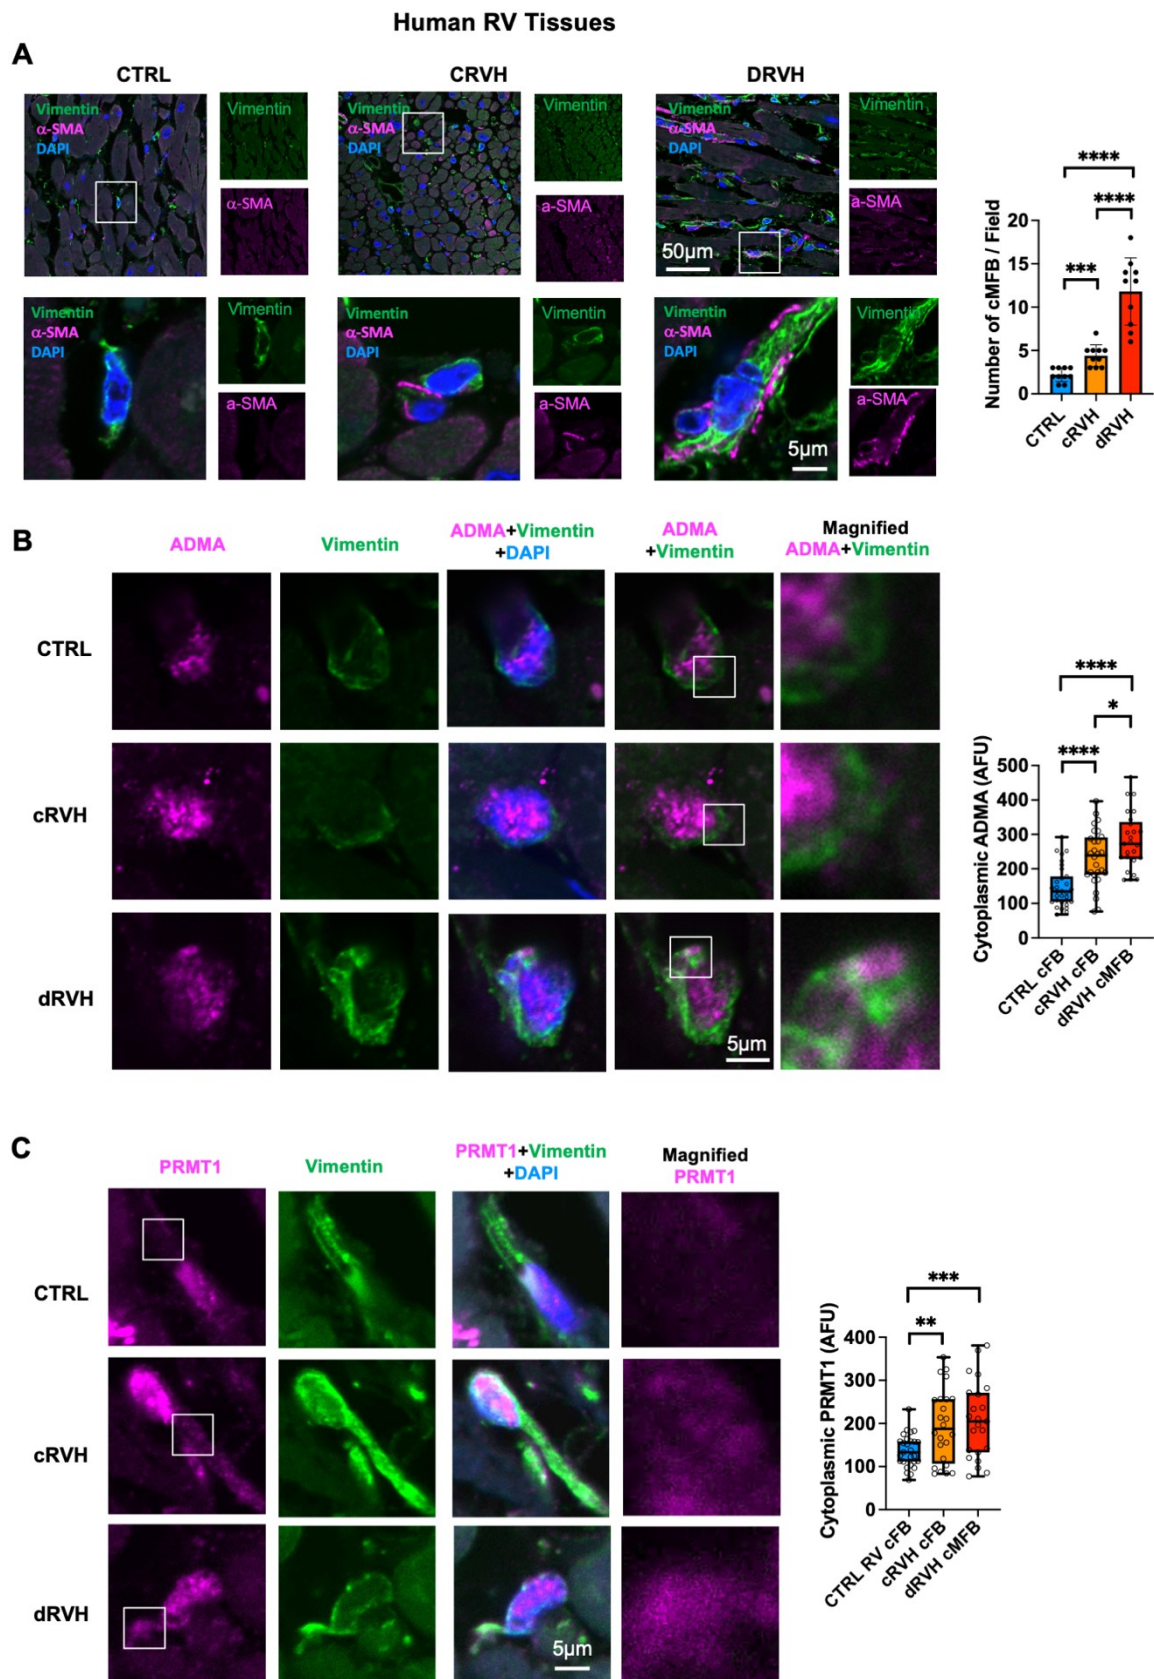 Human RV Tissues
A
CTRL
CRVH
DRVH
Vimentin
α-SMA
DAPI
Vimentin
α-SMA
Vimentin
α-SMA
DAPI
Vimentin
a-SMA
Vimentin
α-SMA
DAPI
50μm
Vimentin
a-SMA
Vimentin
α-SMA
DAPI
Vimentin
a-SMA
Vimentin
α-SMA
DAPI
Vimentin
a-SMA
Vimentin
α-SMA
DAPI
5μm
Vimentin
a-SMA
Number of cMFB / Field
20
15
10
5
0
****
****
***
CTRL
cRVH
dRVH
B
ADMA
Vimentin
ADMA+Vimentin
+DAPI
ADMA
+Vimentin
Magnified
ADMA+Vimentin
CTRL
cRVH
dRVH
5μm
Cytoplasmic ADMA (AFU)
500
400
300
200
100
0
****
*
****
CTRL cFB
cRVH cFB
dRVH cMFB
C
PRMT1
Vimentin
PRMT1+Vimentin
+DAPI
Magnified
PRMT1
CTRL
cRVH
dRVH
5μm
Cytoplasmic PRMT1 (AFU)
400
300
200
100
0
***
**
CTRL RV cFB
cRVH cFB
dRVH cMFB